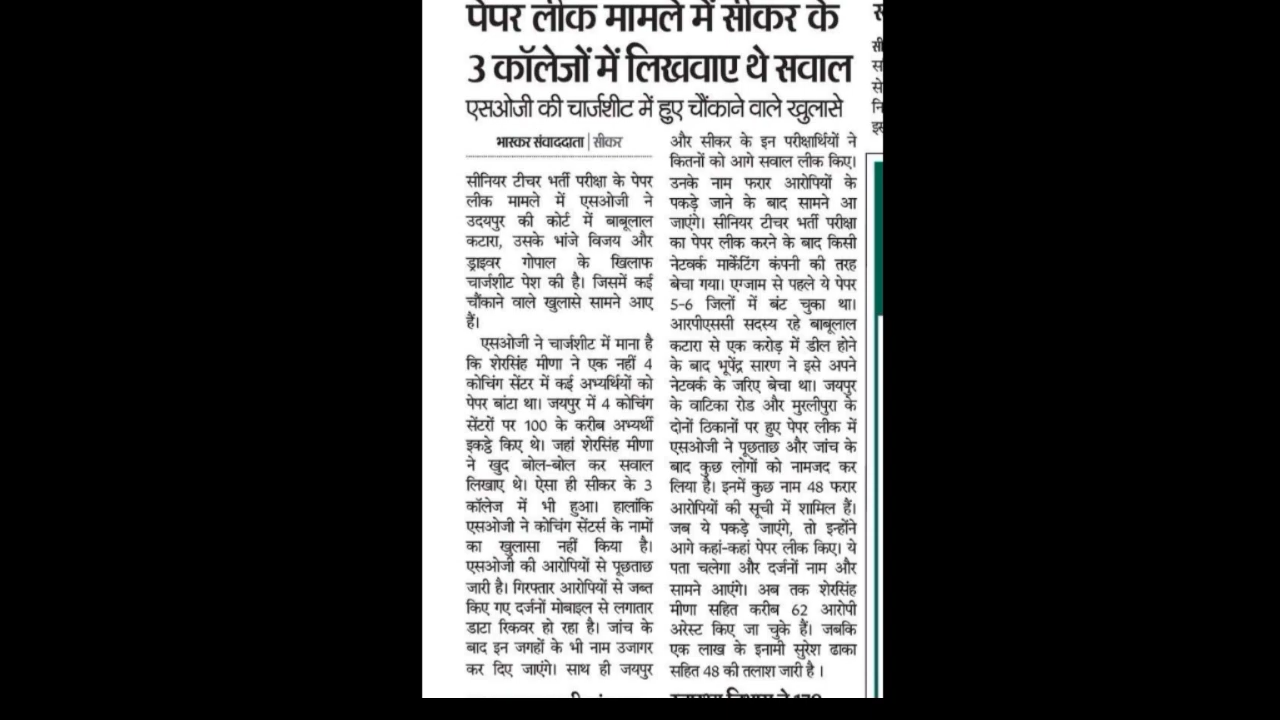 पेपर लीक मामले में सीकर के
3 कॉलेजों में लिखवाए थे सवाल
एसओजी की चार्जशीट में हुए चौंकाने वाले खुलासे
भास्कर संवाददाता | सीकर
सीनियर टीचर भर्ती परीक्षा के पेपर
लीक मामले में एसओजी ने
उदयपुर की कोर्ट में बाबूलाल
कटारा, उसके भांजे विजय और
ड्राइवर गोपाल के खिलाफ
चार्जशीट पेश की है। जिसमें कई
चौंकाने वाले खुलासे सामने आए
हैं।
एसओजी ने चार्जशीट में माना है
कि शेरसिंह मीणा ने एक नहीं 4
कोचिंग सेंटर में कई अभ्यर्थियों को
पेपर बांटा था। जयपुर में 4 कोचिंग
सेंटरों पर 100 के करीब अभ्यर्थी
इकट्ठे किए थे। जहां शेरसिंह मीणा
ने खुद बोल-बोल कर सवाल
लिखाए थे। ऐसा ही सीकर के 3
कॉलेज में भी हुआ। हालांकि
एसओजी ने कोचिंग सेंटर्स के नामों
का खुलासा नहीं किया है।
एसओजी की आरोपियों से पूछताछ
जारी है। गिरफ्तार आरोपियों से जब्त
किए गए दर्जनों मोबाइल से लगातार
डाटा रिकवर हो रहा है। जांच के
बाद इन जगहों के भी नाम उजागर
कर दिए जाएंगे। साथ ही जयपुर
और सीकर के इन परीक्षार्थियों ने
कितनों को आगे सवाल लीक किए।
उनके नाम फरार आरोपियों के
पकड़े जाने के बाद सामने आ
जाएंगे। सीनियर टीचर भर्ती परीक्षा
का पेपर लीक करने के बाद किसी
नेटवर्क मार्केटिंग कंपनी की तरह
बेचा गया। एग्जाम से पहले ये पेपर
5-6 जिलों में बंट चुका था।
आरपीएससी सदस्य रहे बाबूलाल
कटारा से एक करोड़ में डील होने
के बाद भूपेंद्र सारण ने इसे अपने
नेटवर्क के जरिए बेचा था। जयपुर
के वाटिका रोड और मुरलीपुरा के
दोनों ठिकानों पर हुए पेपर लीक में
एसओजी ने पूछताछ और जांच के
बाद कुछ लोगों को नामजद कर
लिया है। इनमें कुछ नाम 48 फरार
आरोपियों की सूची में शामिल हैं।
जब ये पकड़े जाएंगे, तो इन्होंने
आगे कहां-कहां पेपर लीक किए। ये
पता चलेगा और दर्जनों नाम और
सामने आएंगे। अब तक शेरसिंह
मीणा सहित करीब 62 आरोपी
अरेस्ट किए जा चुके हैं। जबकि
एक लाख के इनामी सुरेश ढाका
सहित 48 की तलाश जारी है ।